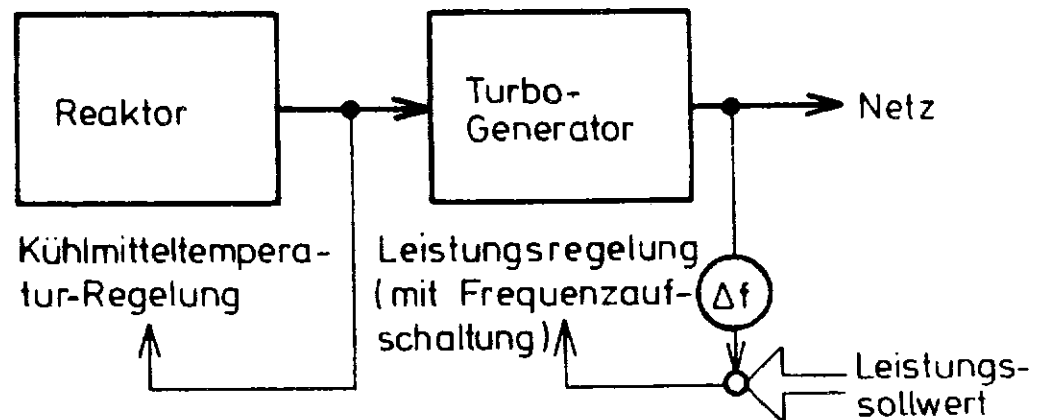 Reaktor
Turbo-
Generator
Netz
Kühlmitteltempera-
tur-Regelung
Leistungsregelung
(mit Frequenzauf-
schaltung)
Δf
Leistungs-
sollwert